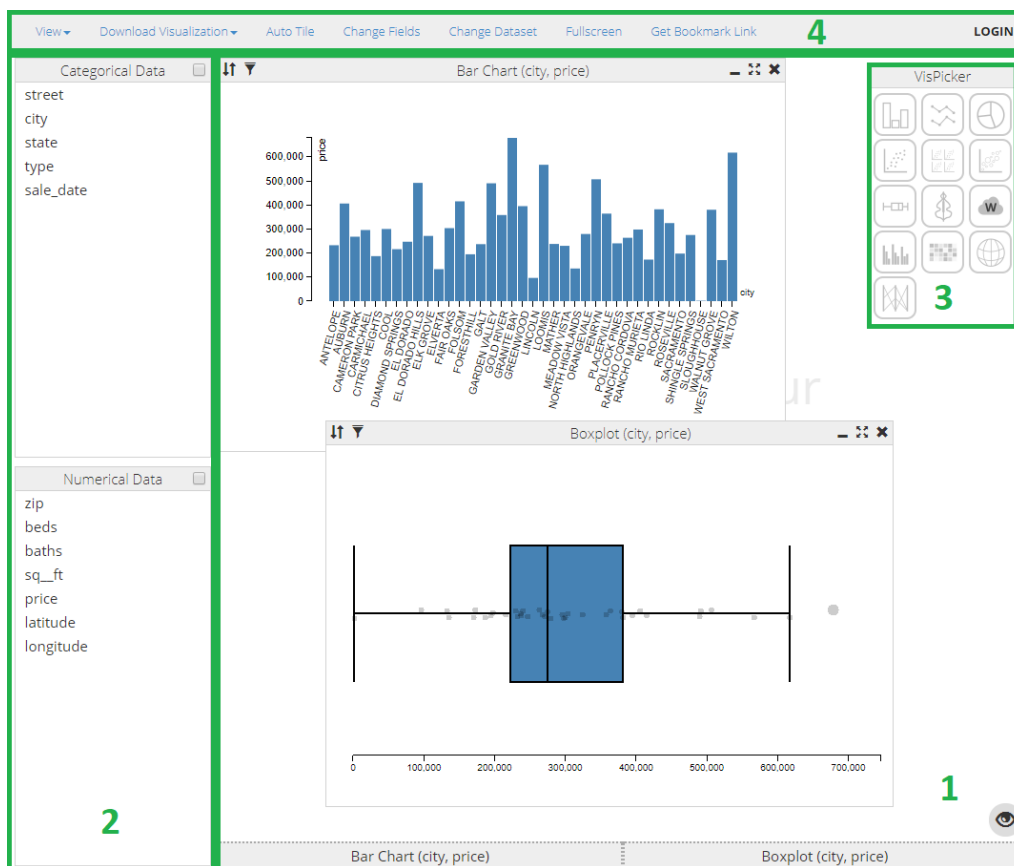 View Download Visualization Auto Tile Change Fields Change Dataset Fullscreen Get Bookmark Link 4 LOGIN
Categorical Data
street
city
state
type
sale_date
Numerical Data
zip
beds
baths
sq__ft
price
latitude
longitude
2
Bar Chart (city, price)
price
600,000
500,000
400,000
300,000
200,000
100,000
0
city
ANTELOPE
AUBURN
CAMERON PARK
CARMICHAEL
CITRUS HEIGHTS
COOL
DIAMOND SPRINGS
EL DORADO
EL DORADO HILLS
ELK GROVE
ELVERTA
FAIR OAKS
FOLSOM
FORESTHILL
GALT
GARDEN VALLEY
GOLD RIVER
GRANITE BAY
GREENWOOD
LINCOLN
LOOMIS
MATHER
MEADOW VISTA
NORTH HIGHLANDS
ORANGEVALE
PENRYN
PLACERVILLE
POLLOCK PINES
RANCHO CORDOVA
RANCHO MURIETA
RIO LINDA
ROCKLIN
ROSEVILLE
SACRAMENTO
SHINGLE SPRINGS
SLOUGHHOUSE
WALNUT GROVE
WEST SACRAMENTO
WILTON
VisPicker
W
3
ur
Boxplot (city, price)
0 100,000 200,000 300,000 400,000 500,000 600,000 700,000
1
Bar Chart (city, price) Boxplot (city, price)